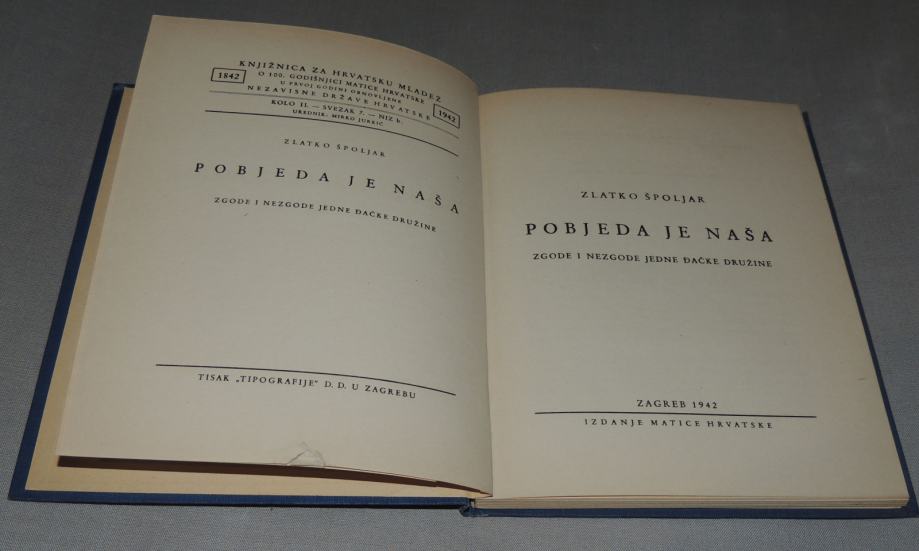 KNJIŽNICA ZA HRVATSKU MLADEŽ
1842
O 100. GODIŠNJICI MATICE HRVATSKE
U PRVOJ GODINI OBNOVLJENE
NEZAVISNE DRŽAVE HRVATSKE
1942
KOLO II. — SVEZAK 7. — NIZ b.
UREDNIK: MIRKO JURKIĆ
ZLATKO ŠPOLJAR
POBJEDA JE NAŠA
ZGODE I NEZGODE JEDNE ĐAČKE DRUŽINE
TISAK „TIPOGRAFIJE" D. D. U ZAGREBU
ZLATKO ŠPOLJAR
POBJEDA JE NAŠA
ZGODE I NEZGODE JEDNE ĐAČKE DRUŽINE
ZAGREB 1942
IZDANJE MATICE HRVATSKE